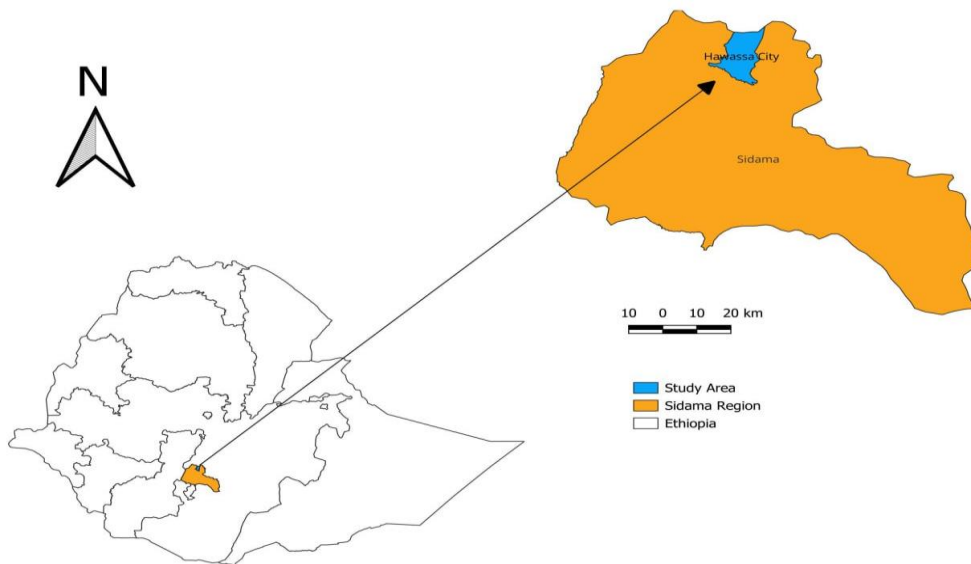 N
Hawassa City
Sidama
10 0 10 20 km
Study Area
Sidama Region
Ethiopia